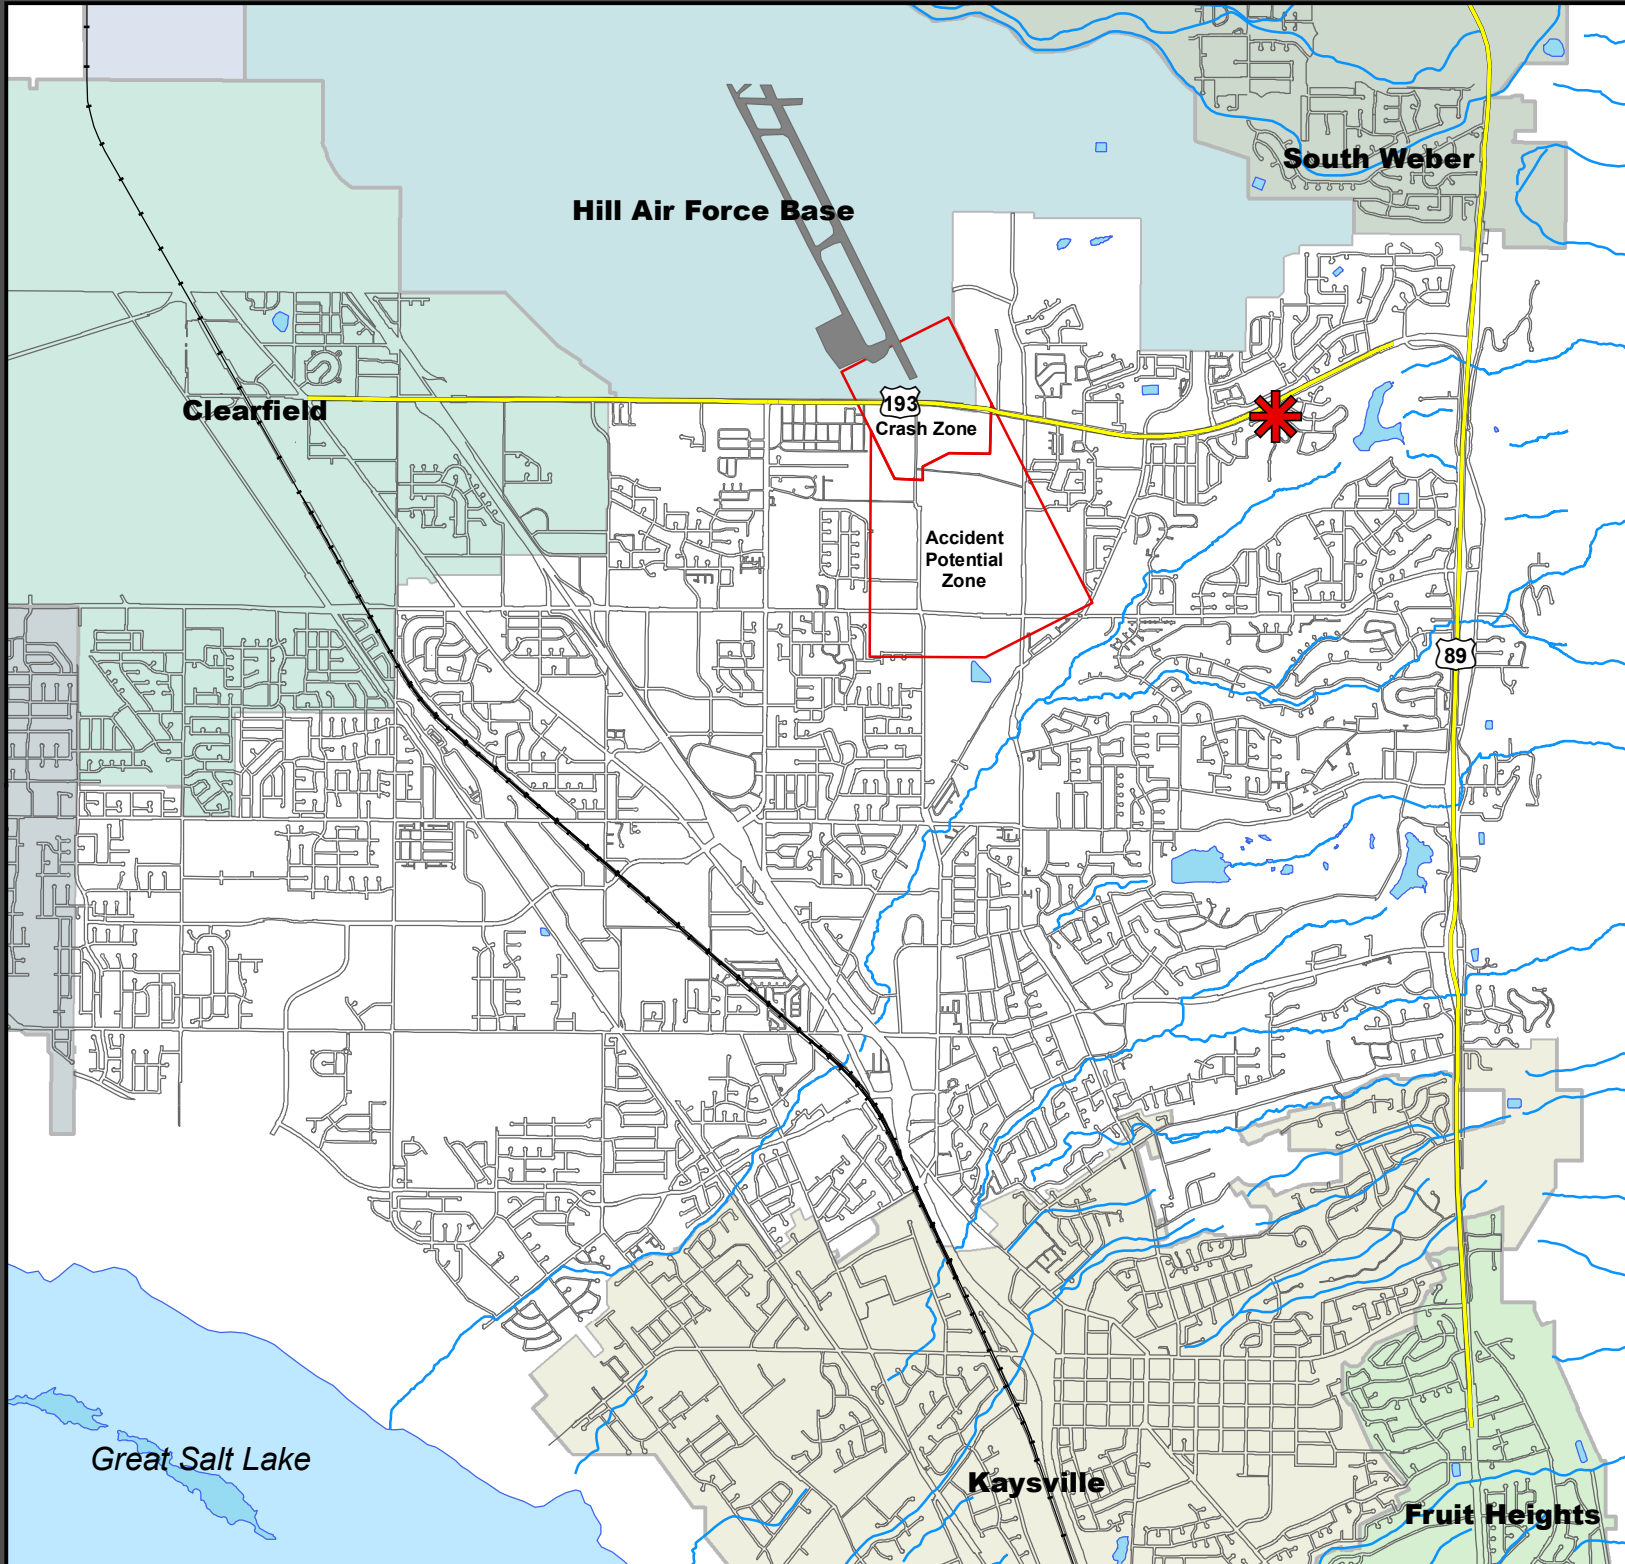 South Weber
Hill Air Force Base
193
Clearfield
Crash Zone
Accident
Potential
Zone
89
Great Salt Lake
Kaysville
Fruit Heights